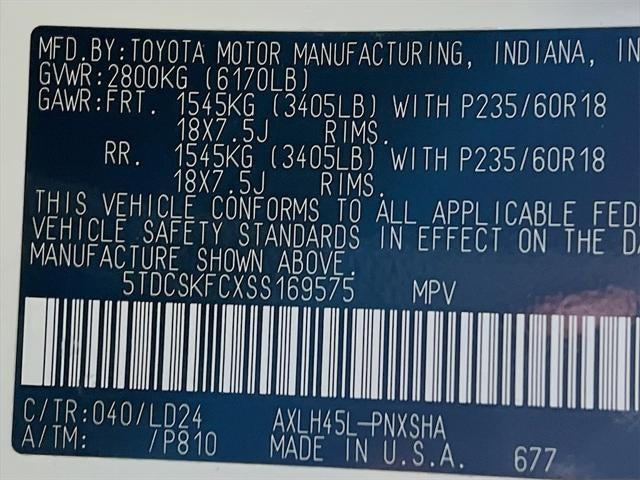 MFD.BY:TOYOTA MOTOR MANUFACTURING, INDIANA, IN
GVWR:2800KG (6170LB)
GAWR:FRT. 1545KG (3405LB) WITH P235/60R18
18X7.5J RIMS.
RR. 1545KG (3405LB) WITH P235/60R18
18X7.5J RIMS.
THIS VEHICLE CONFORMS TO ALL APPLICABLE FED
VEHICLE SAFETY STANDARDS IN EFFECT ON THE DA
MANUFACTURE SHOWN ABOVE.
5TDCSKFCXSS169575 MPV
C/TR:040/LD24 AXLH45L-PNXSHA
A/TM: /P810 MADE IN U.S.A. 677